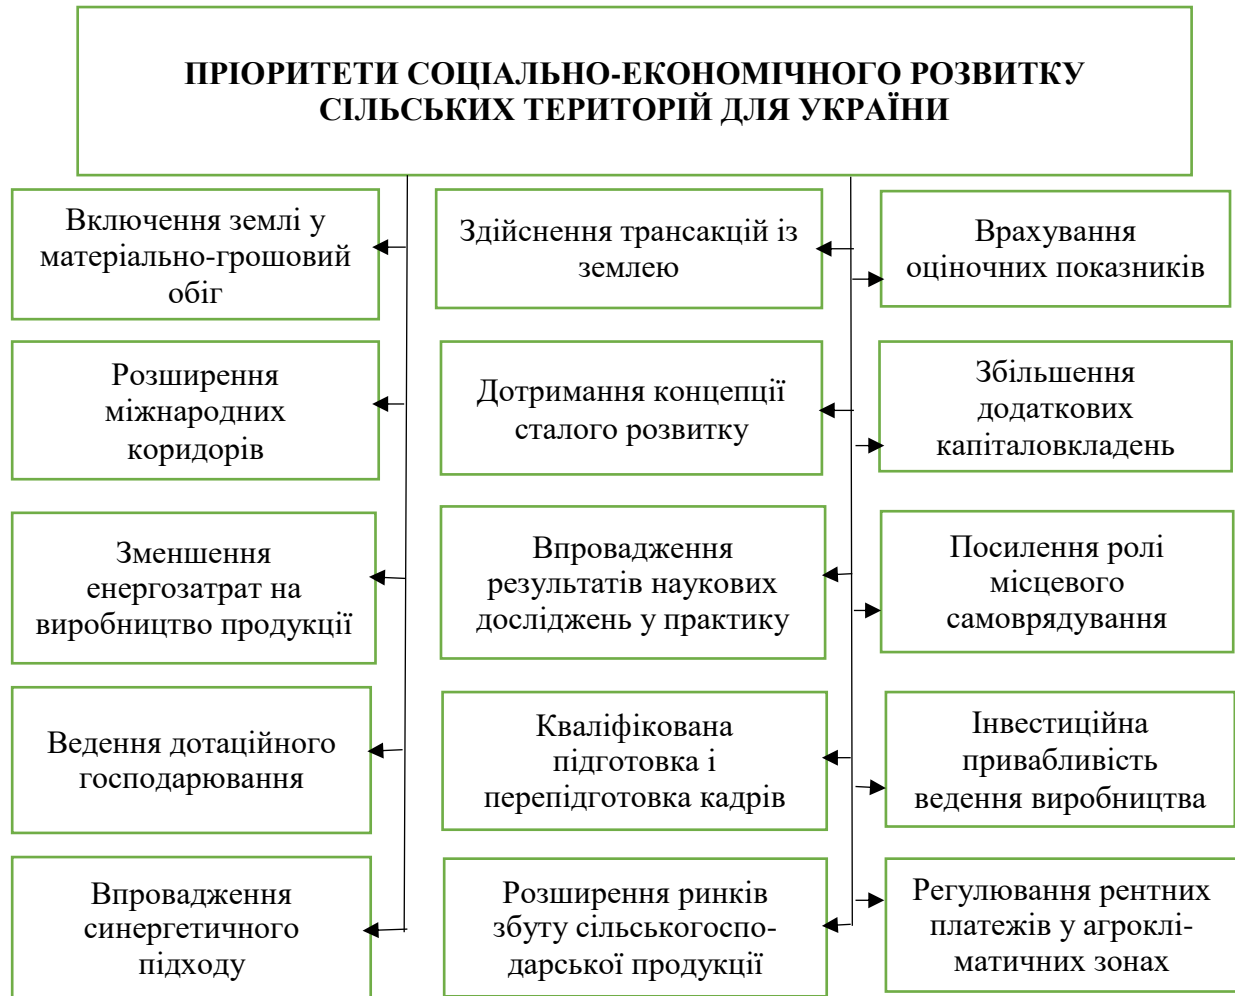 ПРІОРИТЕТИ СОЦІАЛЬНО-ЕКОНОМІЧНОГО РОЗВИТКУ
СІЛЬСЬКИХ ТЕРИТОРІЙ ДЛЯ УКРАЇНИ
Включення землі у
матеріально-грошовий
обіг
Здійснення трансакцій із
землею
Врахування
оціночних показників
Розширення
міжнародних
коридорів
Дотримання концепції
сталого розвитку
Збільшення
додаткових
капіталовкладень
Зменшення
енергозатрат на
виробництво продукції
Впровадження
результатів наукових
досліджень у практику
Посилення ролі
місцевого
самоврядування
Ведення дотаційного
господарювання
Кваліфікована
підготовка і
перепідготовка кадрів
Інвестиційна
привабливість
ведення виробництва
Впровадження
синергетичного
підходу
Розширення ринків
збуту сільськогоспо-
дарської продукції
Регулювання рентних
платежів у агроклі-
матичних зонах